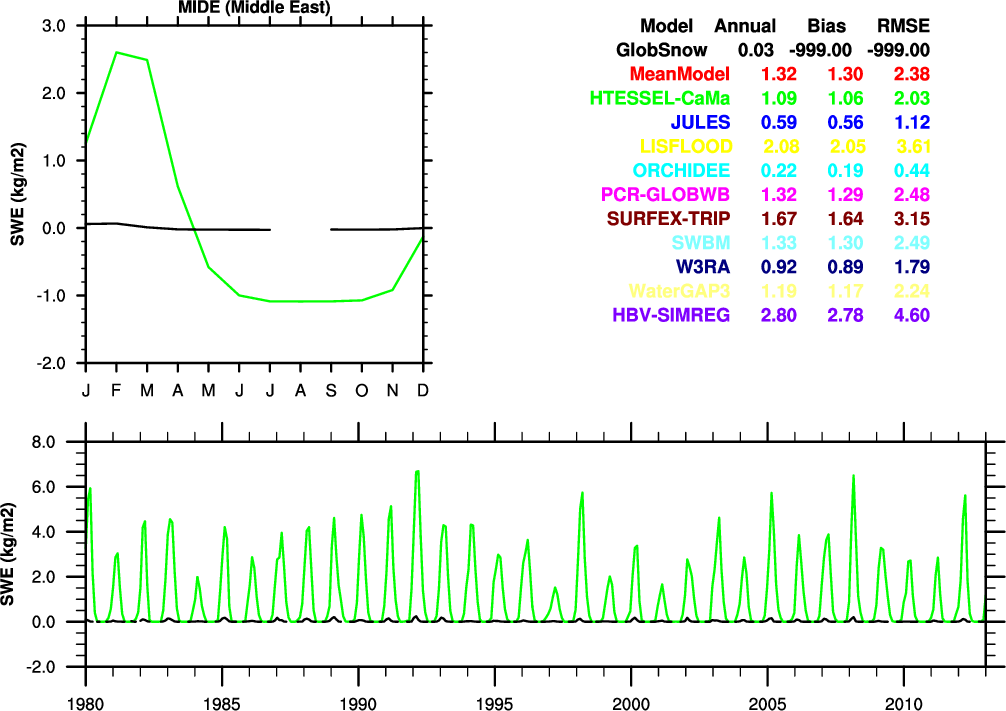 MIDE (Middle East)
3.0
2.0
1.0
0.0
-1.0
-2.0
SWE (kg/m2)
J F M A M J J A S O N D
Model Annual Bias RMSE
GlobSnow 0.03 -999.00 -999.00
MeanModel 1.32 1.30 2.38
HTESSEL-CaMa 1.09 1.06 2.03
JULES 0.59 0.56 1.12
LISFLOOD 2.08 2.05 3.61
ORCHIDEE 0.22 0.19 0.44
PCR-GLOBWB 1.32 1.29 2.48
SURFEX-TRIP 1.67 1.64 3.15
SWBM 1.33 1.30 2.49
W3RA 0.92 0.89 1.79
WaterGAP3 1.19 1.17 2.24
HBV-SIMREG 2.80 2.78 4.60
8.0
6.0
4.0
2.0
0.0
-2.0
SWE (kg/m2)
1980 1985 1990 1995 2000 2005 2010